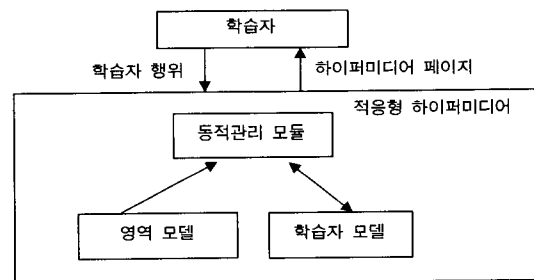 학습자
학습자 행위
하이퍼미디어 페이지
적응형 하이퍼미디어
동적관리 모듈
영역 모델
학습자 모델